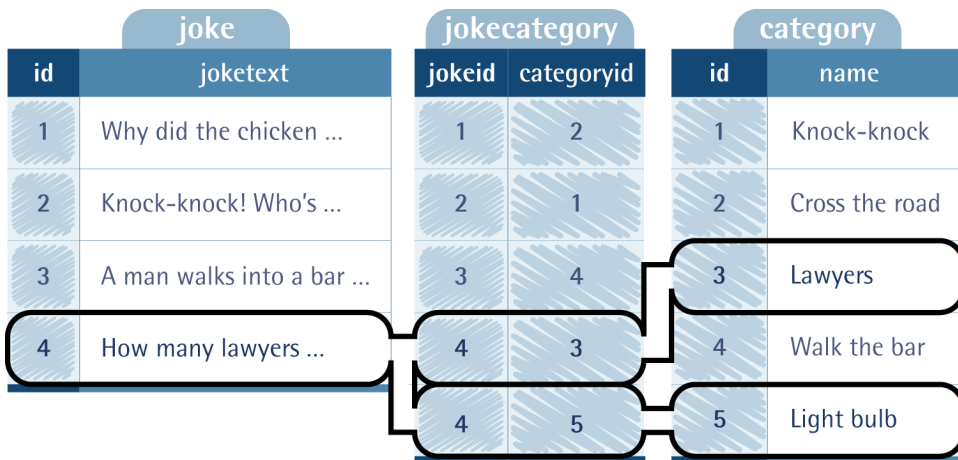 joke jokecategory category
id joketext jokeid categoryid id name
1 Why did the chicken ... 1 2 1 Knock-knock
2 Knock-knock! Who's ... 2 1 2 Cross the road
3 A man walks into a bar ... 3 4 3 Lawyers
4 How many lawyers ... 4 3 4 Walk the bar
4 5 5 Light bulb